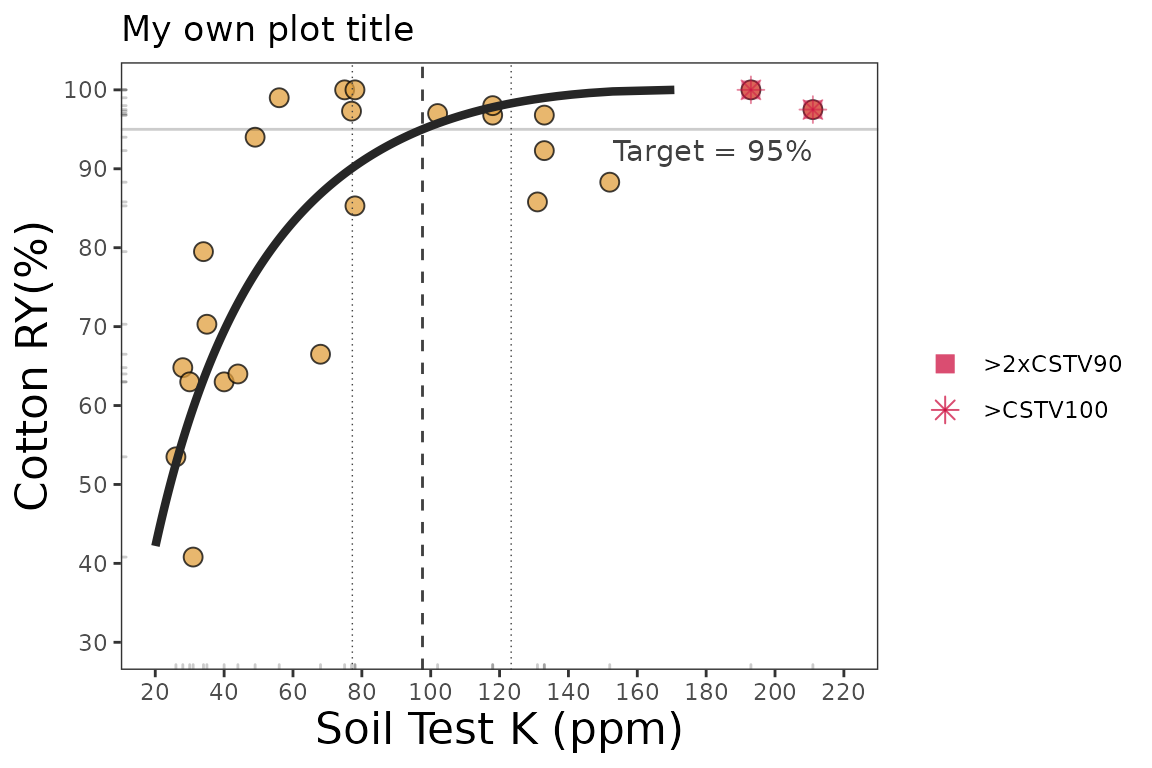 My own plot title
Cotton RY(%)
100
90
80
70
60
50
40
30
Target = 95%
>2xCSTV90
>CSTV100
20 40 60 80 100 120 140 160 180 200 220
Soil Test K (ppm)